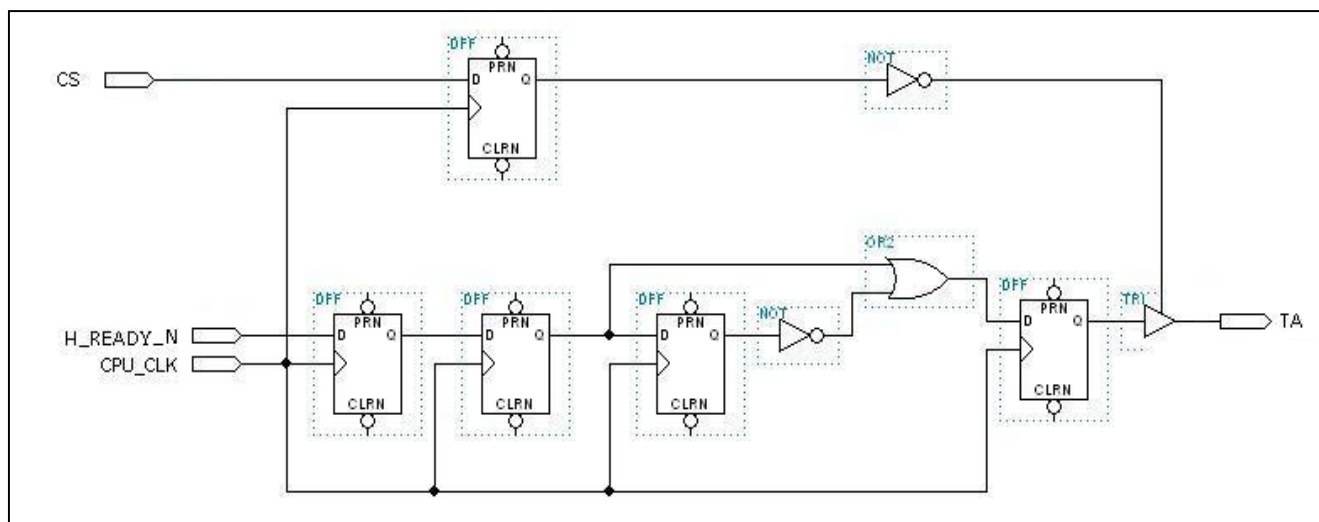 DFF
PRN
D Q
CLRN
CS
NOT
OR2
DFF
PRN
D Q
CLRN
DFF
PRN
D Q
CLRN
DFF
PRN
D Q
CLRN
NOT
DFF
PRN
D Q
CLRN
TRI
H_READY_N
CPU_CLK
TA